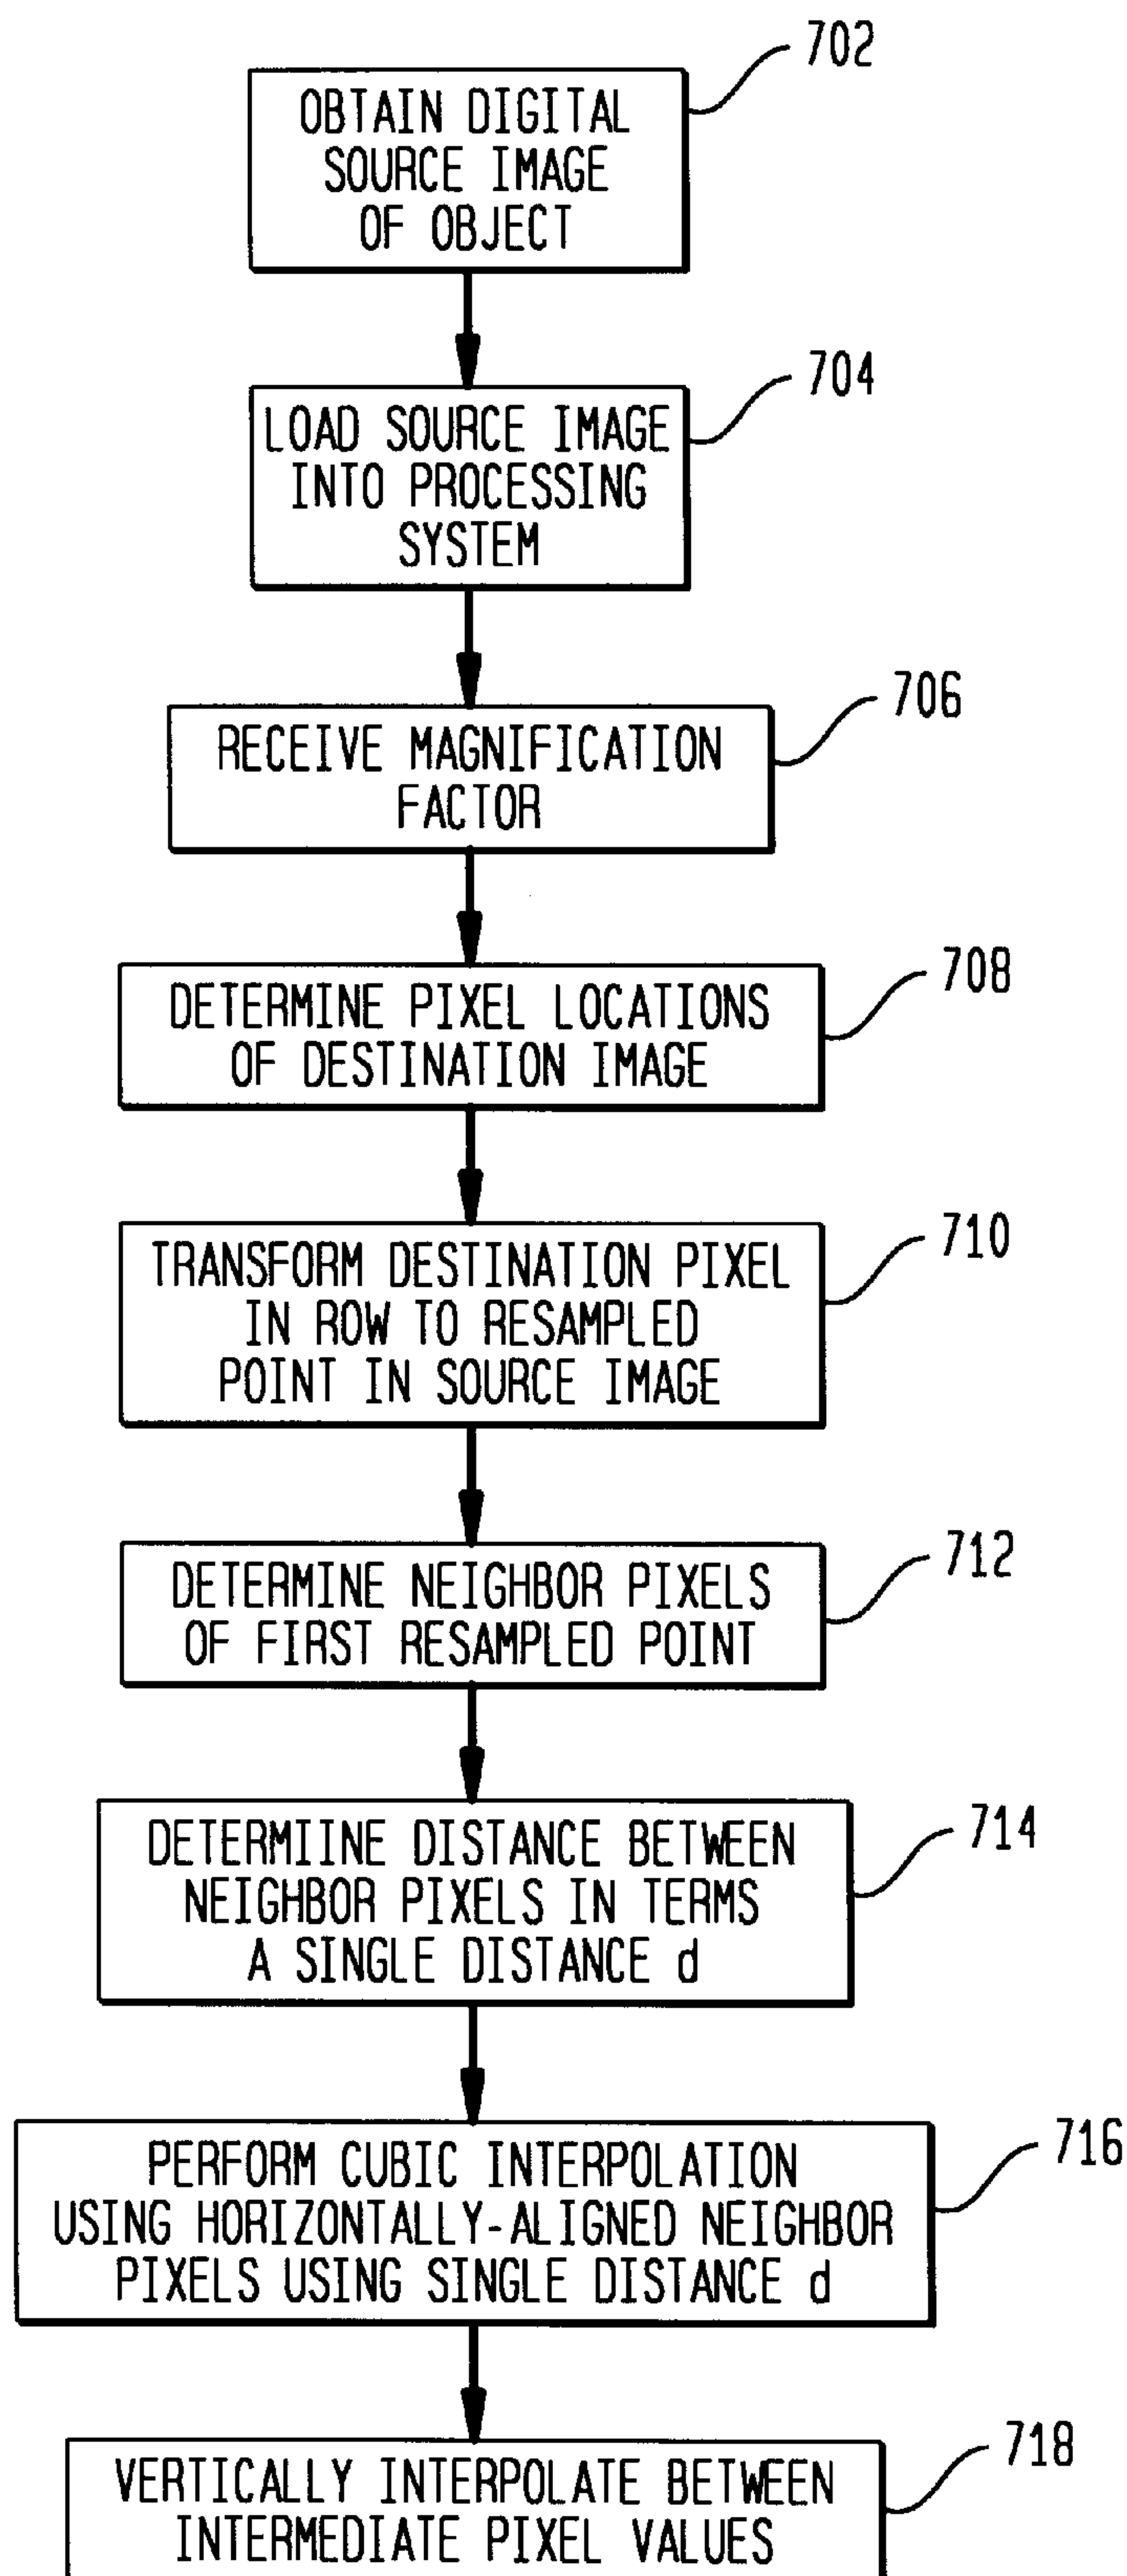 702
OBTAIN DIGITAL
SOURCE IMAGE
OF OBJECT
704
LOAD SOURCE IMAGE
INTO PROCESSING
SYSTEM
706
RECEIVE MAGNIFICATION
FACTOR
708
DETERMINE PIXEL LOCATIONS
OF DESTINATION IMAGE
710
TRANSFORM DESTINATION PIXEL
IN ROW TO RESAMPLED
POINT IN SOURCE IMAGE
712
DETERMINE NEIGHBOR PIXELS
OF FIRST RESAMPLED POINT
714
DETERMIINE DISTANCE BETWEEN
NEIGHBOR PIXELS IN TERMS
A SINGLE DISTANCE d
716
PERFORM CUBIC INTERPOLATION
USING HORIZONTALLY-ALIGNED NEIGHBOR
PIXELS USING SINGLE DISTANCE d
718
VERTICALLY INTERPOLATE BETWEEN
INTERMEDIATE PIXEL VALUES